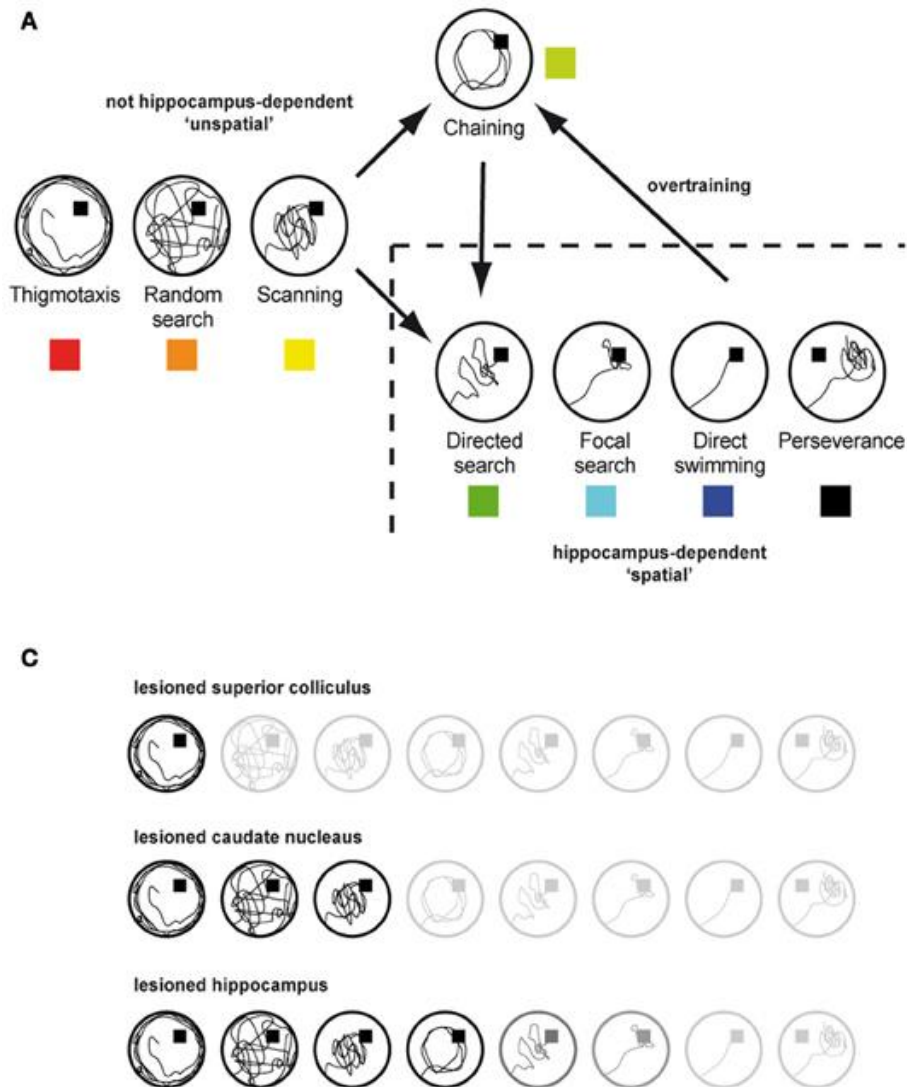 A
not hippocampus-dependent
'unspatial'
Chaining
overtraining
Thigmotaxis
Random
search
Scanning
Directed
search
Focal
search
Direct
swimming
Perseverance
hippocampus-dependent
'spatial'
C
lesioned superior colliculus
lesioned caudate nucleaus
lesioned hippocampus